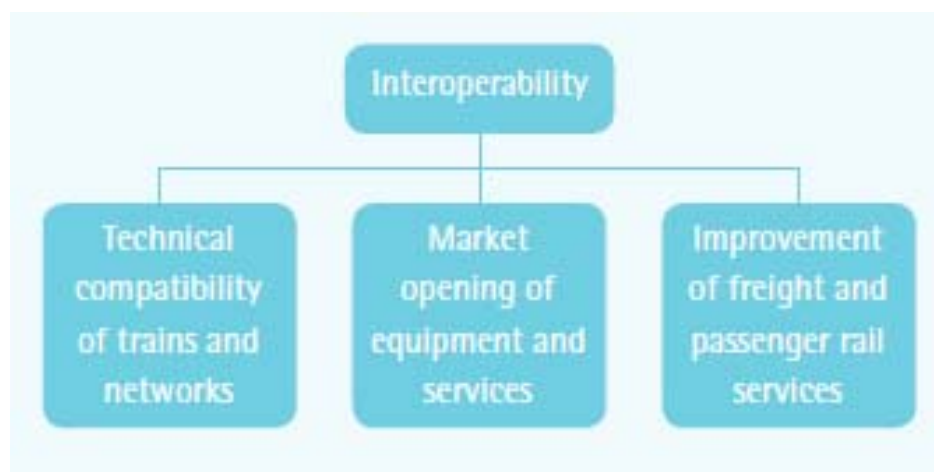 Interoperability
Technical
compatibility
of trains and
networks
Market
opening of
equipment and
services
Improvement
of freight and
passenger rail
services